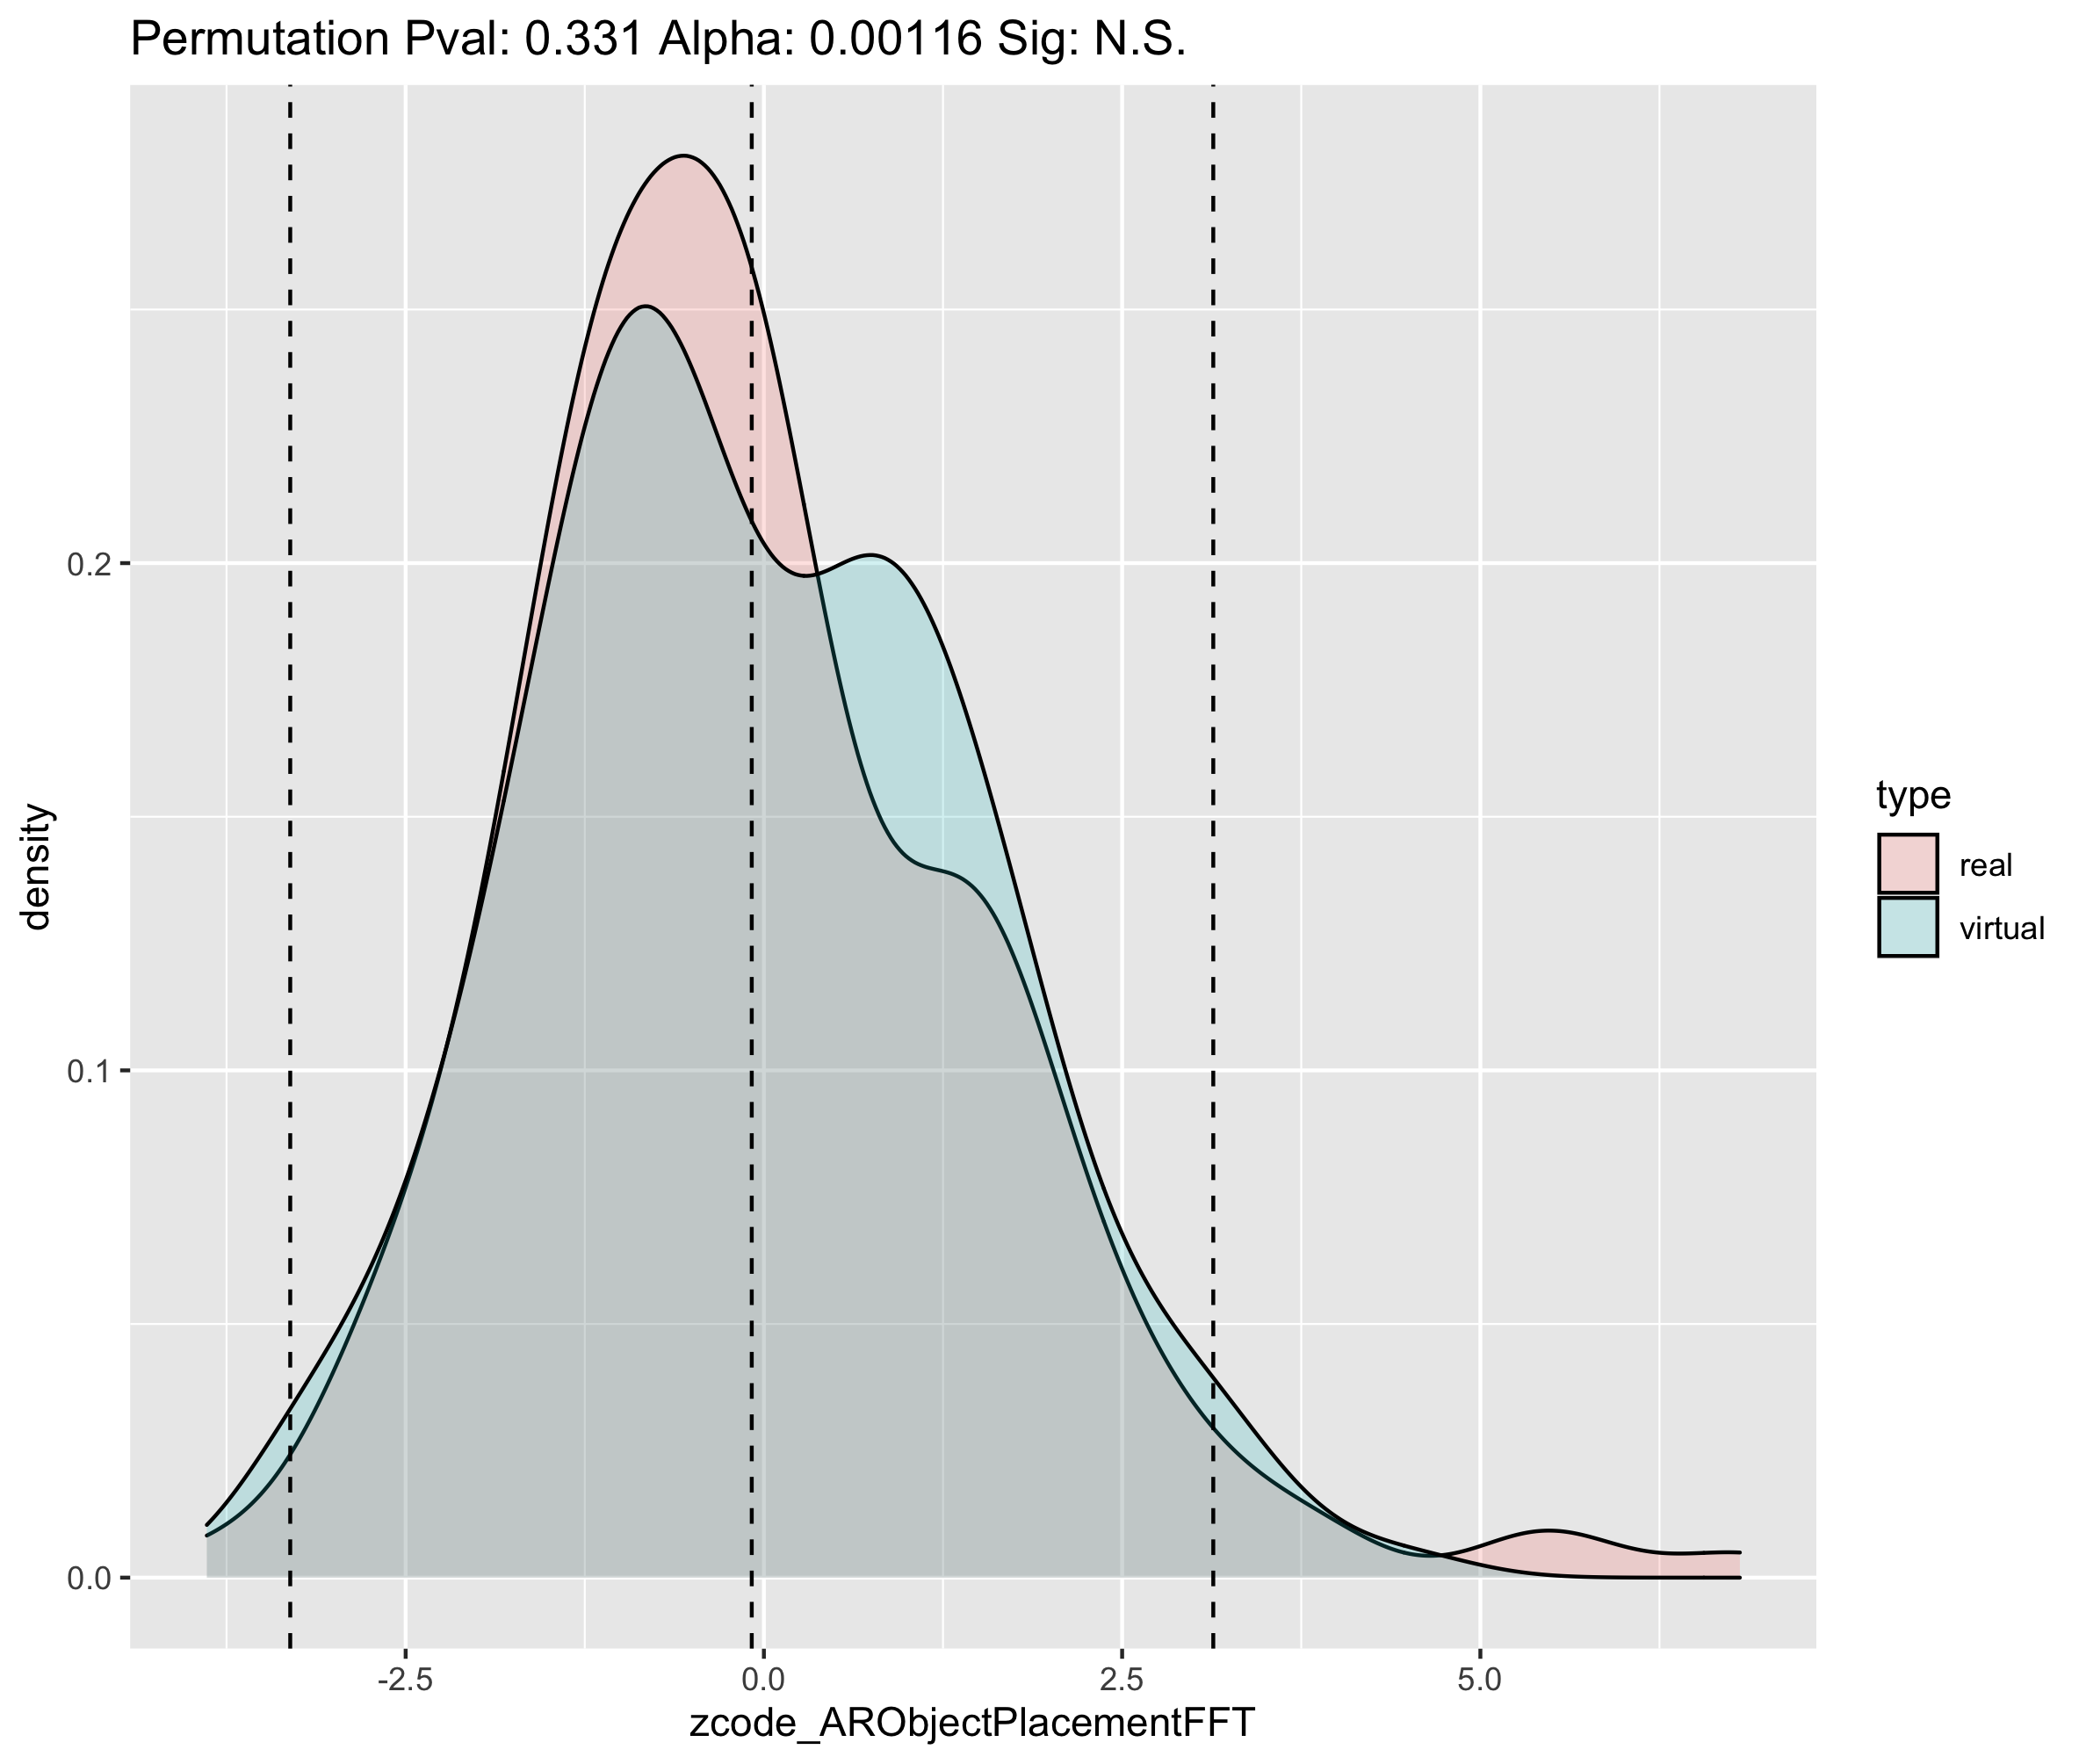 Permutation Pval: 0.331 Alpha: 0.00116 Sig: N.S.
density
0.2
0.1
0.0
-2.5 0.0 2.5 5.0
zcode_ARObjectPlacementFFT
type
real
virtual